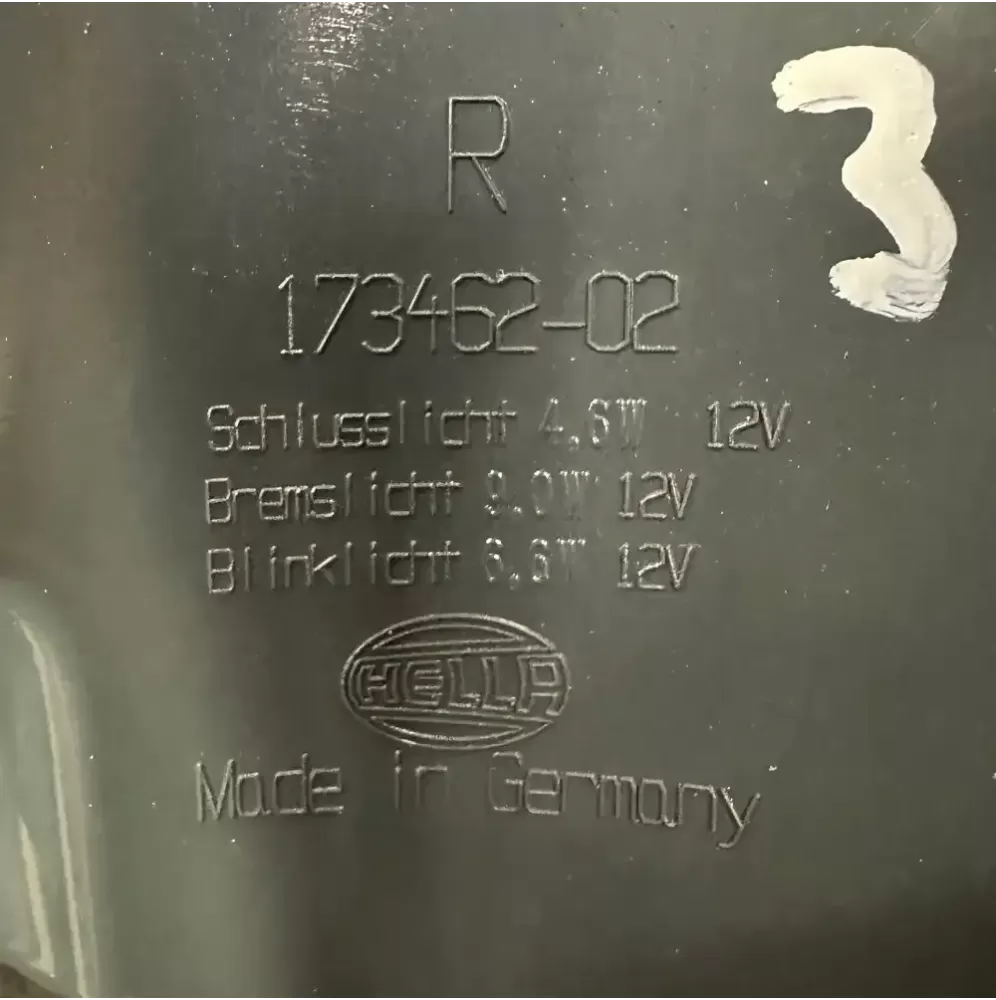 3
R
173462-02
Schlusslicht 4,6W 12V
Bremslicht 9.0W 12V
Blinklicht 6,6W 12V
HELLA
Made in Germany